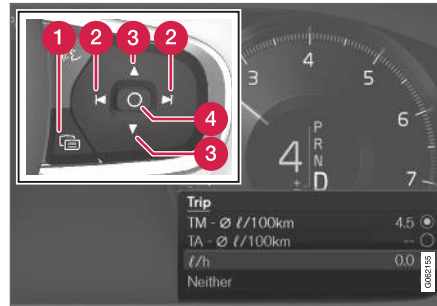 1
2
3
2
4
3
3
4
5
6
7
4
P
R
N
D
±
Trip
TM - Ø ℓ/100km 4.5
TA - Ø ℓ/100km --
ℓ/h 0.0
Neither
G062155